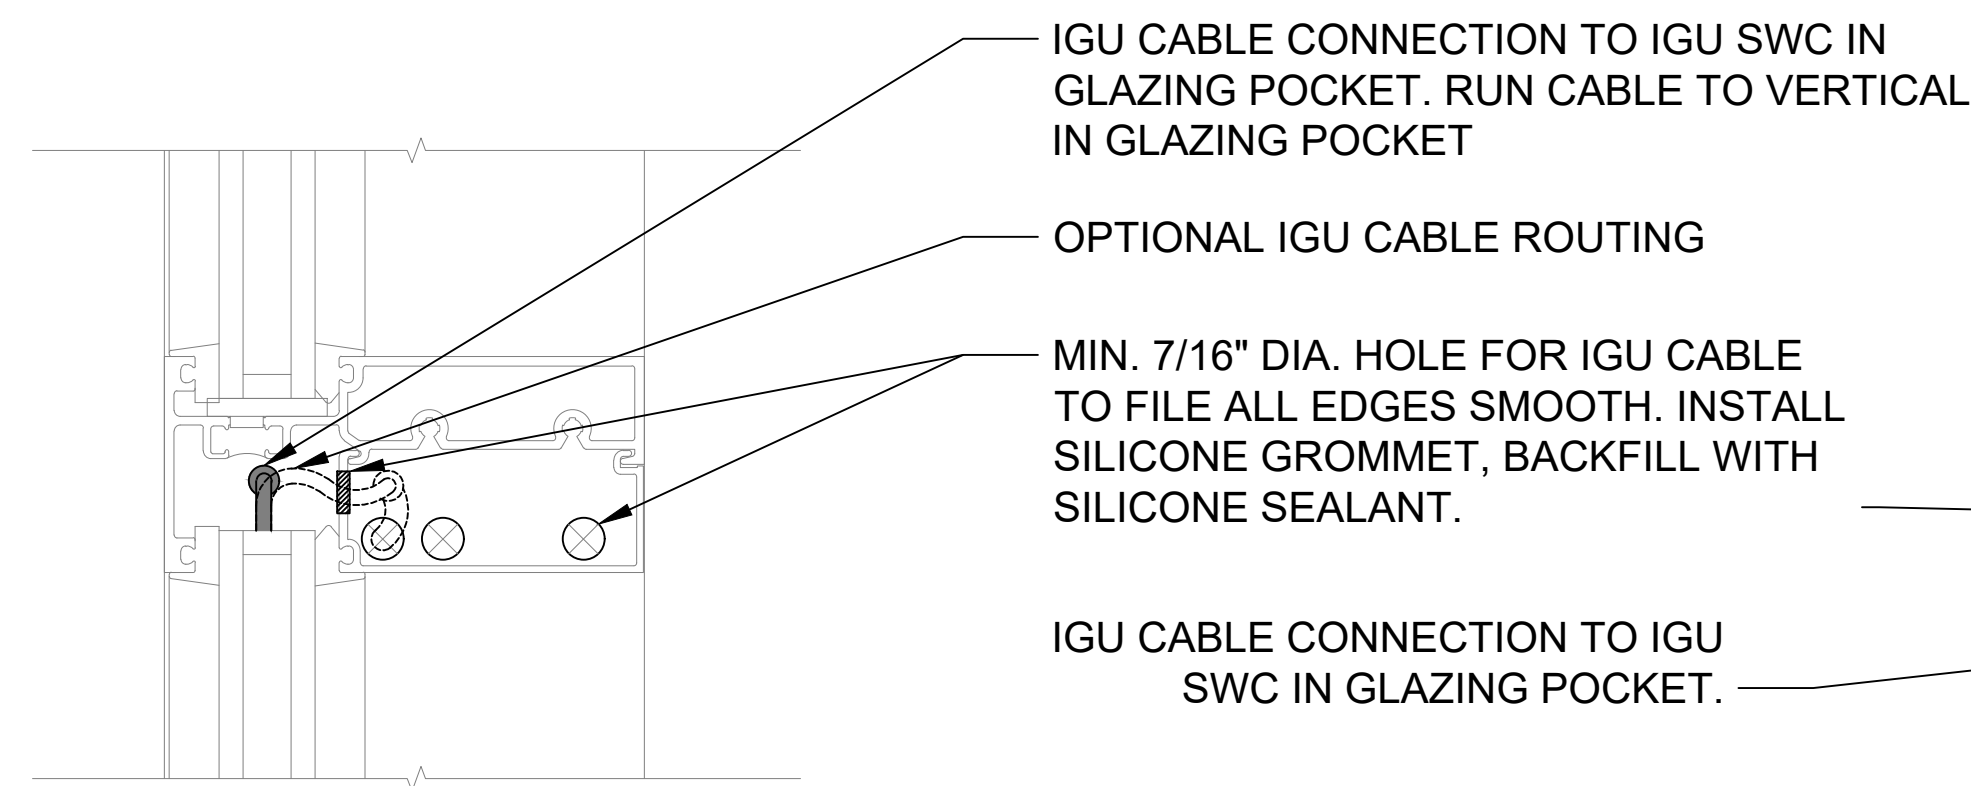 IGU CABLE CONNECTION TO IGU SWC IN
GLAZING POCKET. RUN CABLE TO VERTICAL
IN GLAZING POCKET
OPTIONAL IGU CABLE ROUTING
MIN. 7/16" DIA. HOLE FOR IGU CABLE
TO FILE ALL EDGES SMOOTH. INSTALL
SILICONE GROMMET, BACKFILL WITH
SILICONE SEALANT.
IGU CABLE CONNECTION TO IGU
SWC IN GLAZING POCKET.